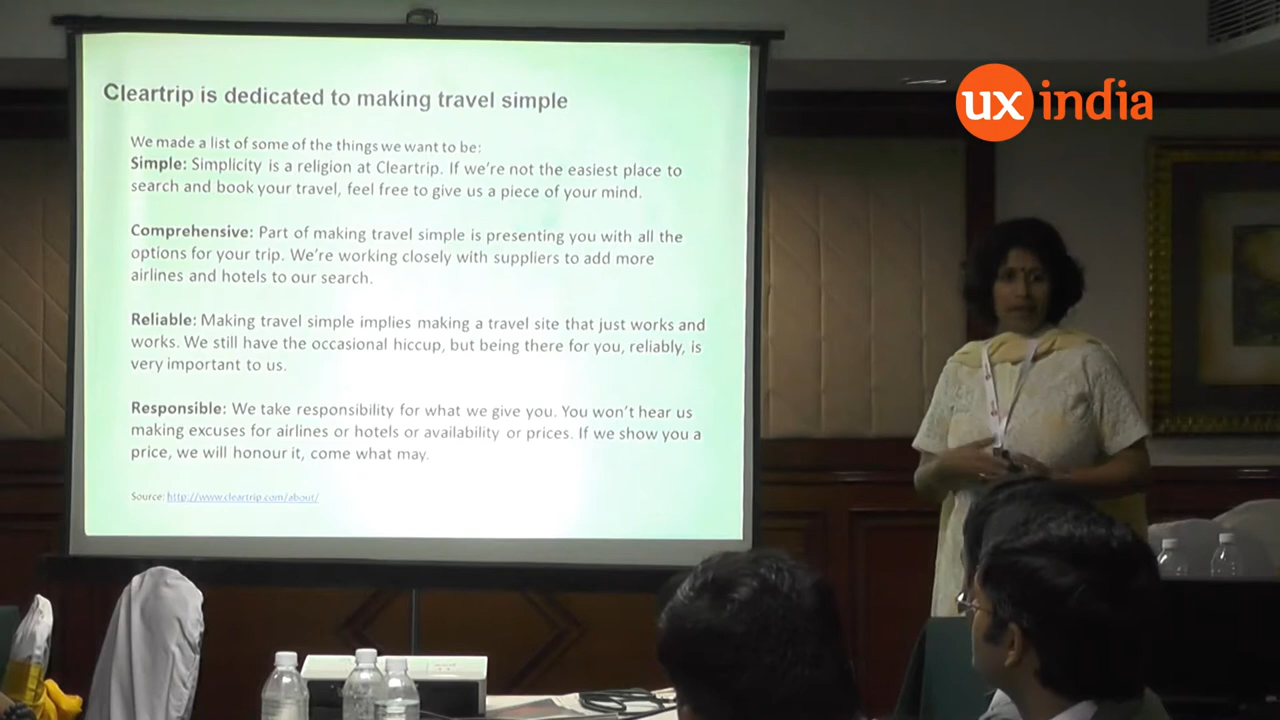 Cleartrip is dedicated to making travel simple
We made a list of some of the things we want to be:
Simple: Simplicity is a religion at Cleartrip. If we're not the easiest place to
search and book your travel, feel free to give us a piece of your mind.
Comprehensive: Part of making travel simple is presenting you with all the
options for your trip. We're working closely with suppliers to add more
airlines and hotels to our search.
Reliable: Making travel simple implies making a travel site that just works and
works. We still have the occasional hiccup, but being there for you, reliably, is
very important to us.
Responsible: We take responsibility for what we give you. You won't hear us
making excuses for airlines or hotels or availability or prices. If we show you a
price, we will honour it, come what may.
Source: http://www.cleartrip.com/about/
ux india